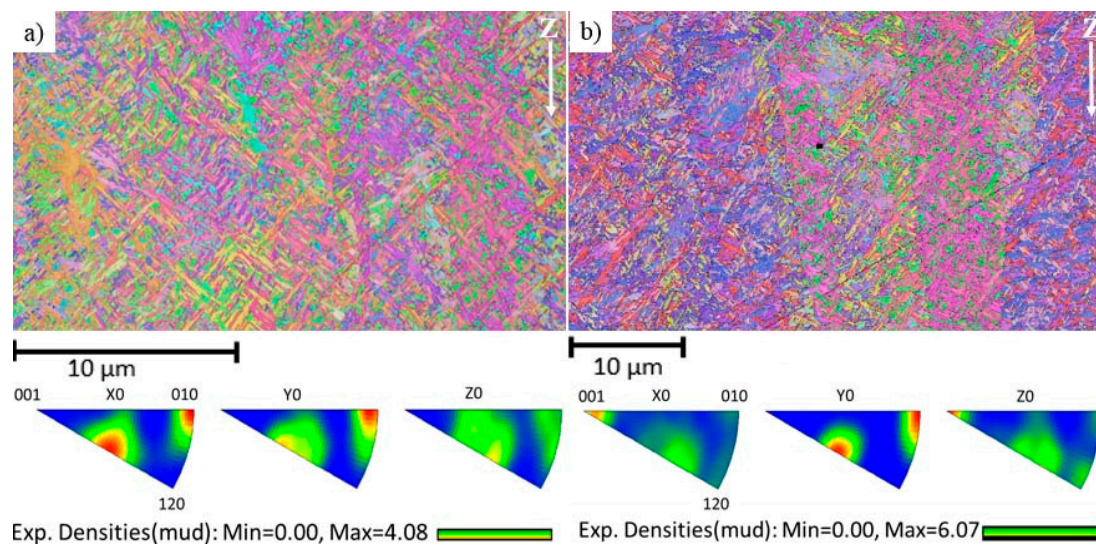 a)
Z
b)
Z
10 μm
10 μm
001 X0 010 Y0 Z0
120
001 X0 010 Y0 Z0
120
Exp. Densities(mud): Min=0.00, Max=4.08
Exp. Densities(mud): Min=0.00, Max=6.07